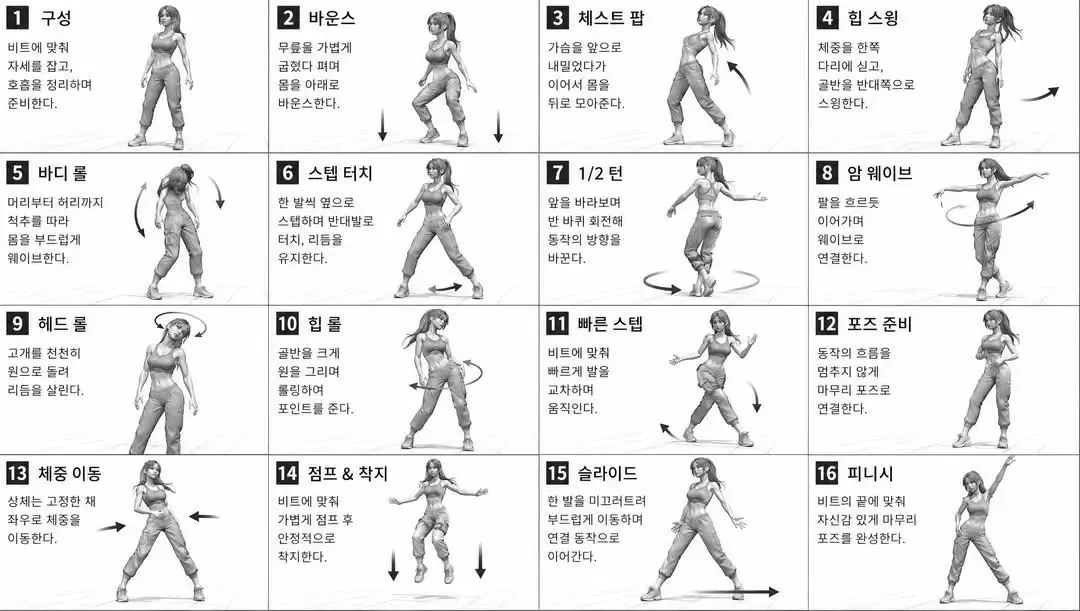 1 구성
비트에 맞춰
자세를 잡고,
호흡을 정리하며
준비한다.
2 바운스
무릎을 가볍게
굽혔다 펴며
몸을 아래로
바운스한다.
3 체스트 팝
가슴을 앞으로
내밀었다가
이어서 몸을
뒤로 모아준다.
4 힙 스윙
체중을 한쪽
다리에 싣고,
골반을 반대쪽으로
스윙한다.
5 바디 롤
머리부터 허리까지
척추를 따라
몸을 부드럽게
웨이브한다.
6 스텝 터치
한 발씩 옆으로
스텝하며 반대발로
터치, 리듬을
유지한다.
7 1/2 턴
앞을 바라보며
반 바퀴 회전해
동작의 방향을
바꾼다.
8 암 웨이브
팔을 흐르듯
이어가며
웨이브로
연결한다.
9 헤드 롤
고개를 천천히
원으로 돌려
리듬을 살린다.
10 힙 롤
골반을 크게
원을 그리며
롤링하여
포인트를 준다.
11 빠른 스텝
비트에 맞춰
빠르게 발을
교차하며
움직인다.
12 포즈 준비
동작의 흐름을
멈추지 않게
마무리 포즈로
연결한다.
13 체중 이동
상체는 고정한 채
좌우로 체중을
이동한다.
14 점프 & 착지
비트에 맞춰
가볍게 점프 후
안정적으로
착지한다.
15 슬라이드
한 발을 미끄러트려
부드럽게 이동하며
연결 동작으로
이어간다.
16 피니시
비트의 끝에 맞춰
자신감 있게 마무리
포즈를 완성한다.